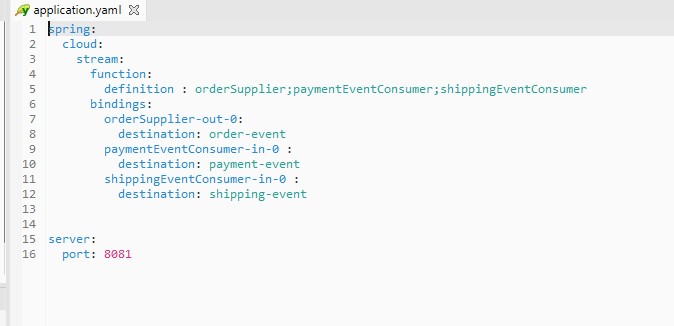 application.yaml
1 spring:
2   cloud:
3     stream:
4       function:
5         definition : orderSupplier;paymentEventConsumer;shippingEventConsumer
6       bindings:
7         orderSupplier-out-0:
8           destination: order-event
9         paymentEventConsumer-in-0 :
10           destination: payment-event
11         shippingEventConsumer-in-0 :
12           destination: shipping-event
13
14
15 server:
16   port: 8081